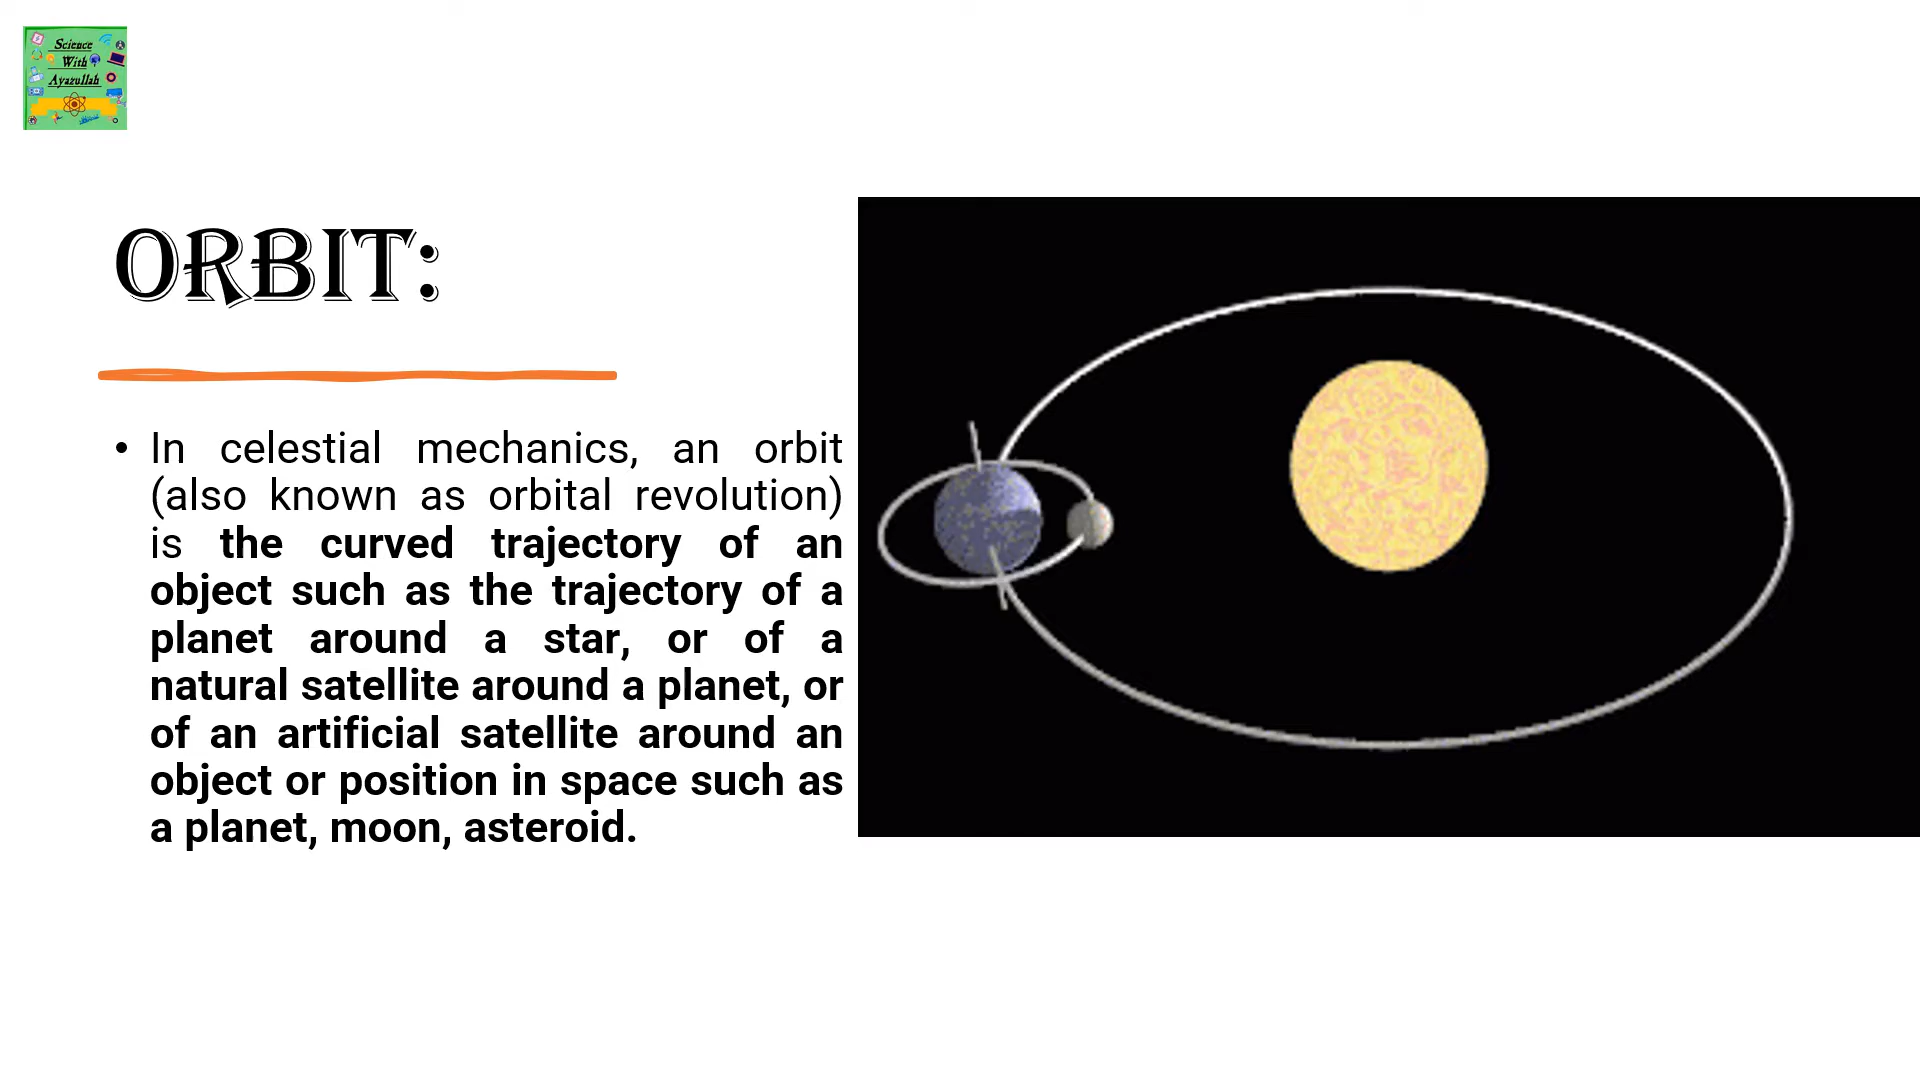 Science
With
Ayazullah
ORBIT:
• In celestial mechanics, an orbit
(also known as orbital revolution)
is the curved trajectory of an
object such as the trajectory of a
planet around a star, or of a
natural satellite around a planet, or
of an artificial satellite around an
object or position in space such as
a planet, moon, asteroid.